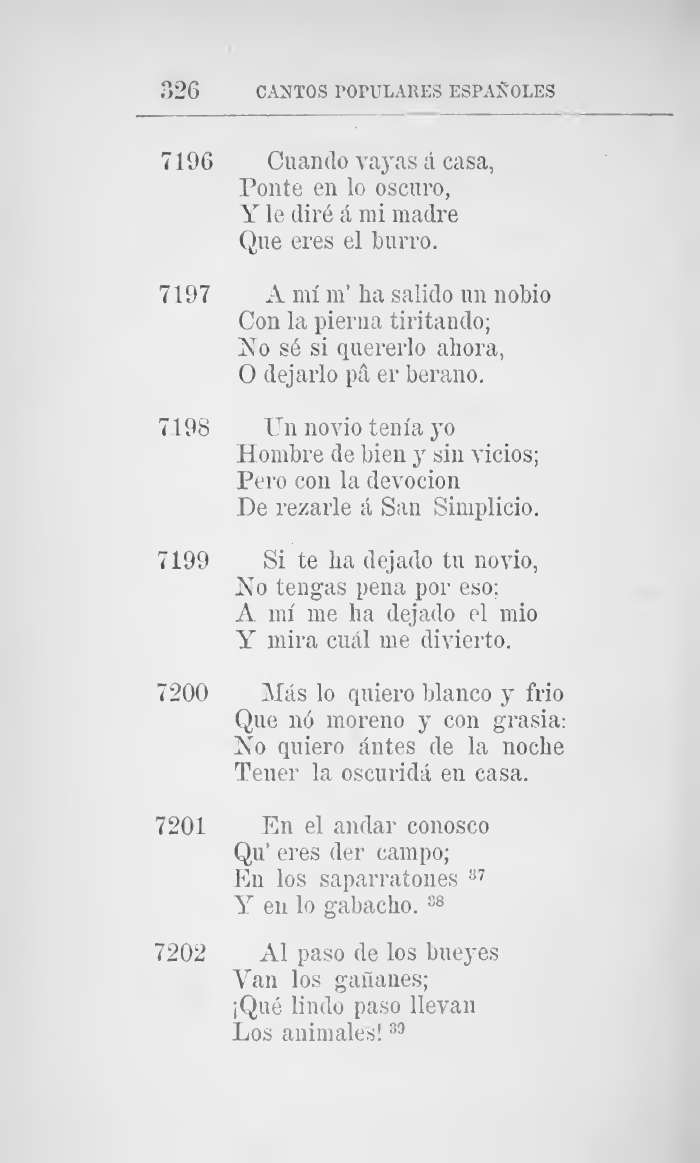 326 CANTOS POPULARES ESPAÑOLES
7196 Cuando vayas á casa,
Ponte en lo oscuro,
Y le diré á mi madre
Que eres el burro.
7197 A mí m' ha salido un nobio
Con la pierna tiritando;
No sé si quererlo ahora,
O dejarlo pâ er berano.
7198 Un novio tenía yo
Hombre de bien y sin vicios;
Pero con la devocion
De rezarle á San Simplicio.
7199 Si te ha dejado tu novio,
No tengas pena por eso:
A mí me ha dejado el mio
Y mira cuál me divierto.
7200 Más lo quiero blanco y frio
Que nó moreno y con grasia:
No quiero ántes de la noche
Tener la oscuridá en casa.
7201 En el andar conosco
Qu' eres der campo;
En los saparratones 37
Y en lo gabacho. 38
7202 Al paso de los bueyes
Van los gañanes;
¡Qué lindo paso llevan
Los animales! 39